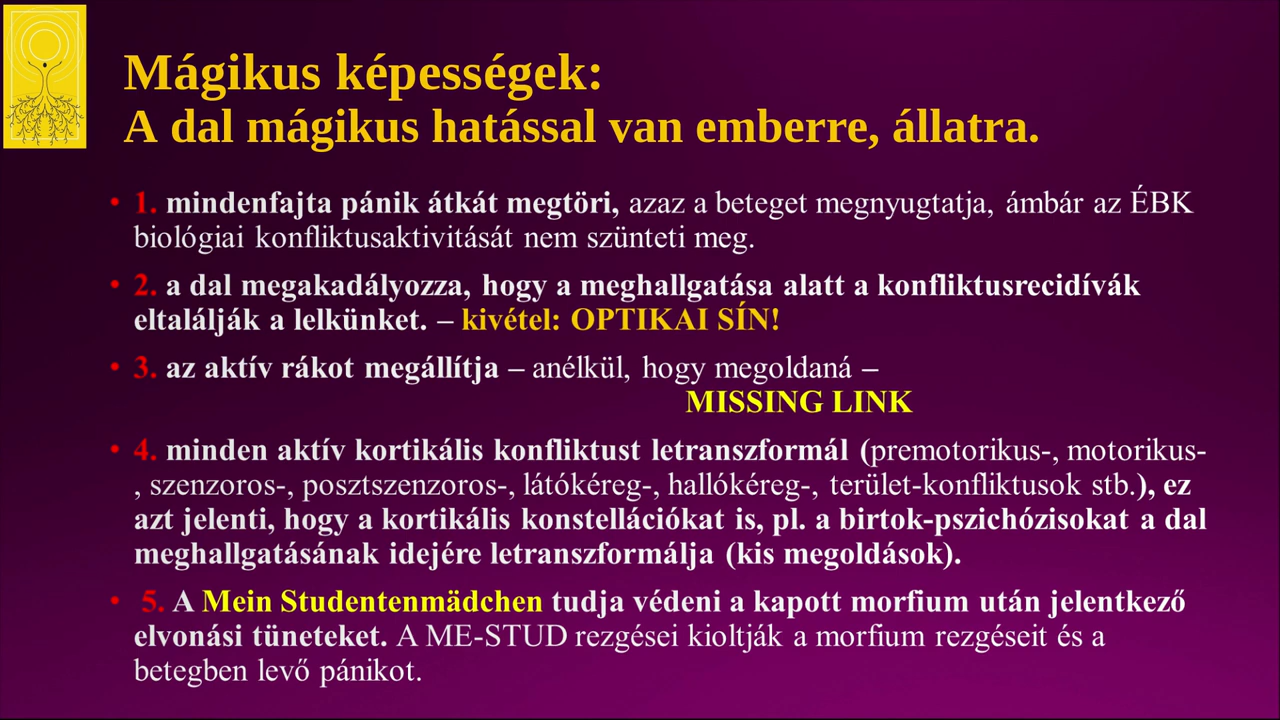 Mágikus képességek:
A dal mágikus hatással van emberre, állatra.
• 1. mindenfajta pánik átkát megtöri, azaz a beteget megnyugtatja, ámbár az ÉBK
biológiai konfliktusaktivitását nem szünteti meg.
• 2. a dal megakadályozza, hogy a meghallgatása alatt a konfliktusrecidívák
eltalálják a lelkünket. – kivétel: OPTIKAI SÍN!
• 3. az aktív rákot megállítja – anélkül, hogy megoldaná –
MISSING LINK
• 4. minden aktív kortikális konfliktust letranszformál (premotorikus-, motorikus-
, szenzoros-, posztszenzoros-, látókéreg-, hallókéreg-, terület-konfliktusok stb.), ez
azt jelenti, hogy a kortikális konstellációkat is, pl. a birtok-pszichózisokat a dal
meghallgatásának idejére letranszformálja (kis megoldások).
• 5. A Mein Studentenmädchen tudja védeni a kapott morfium után jelentkező
elvonási tüneteket. A ME-STUD rezgései kioltják a morfium rezgéseit és a
betegben levő pánikot.